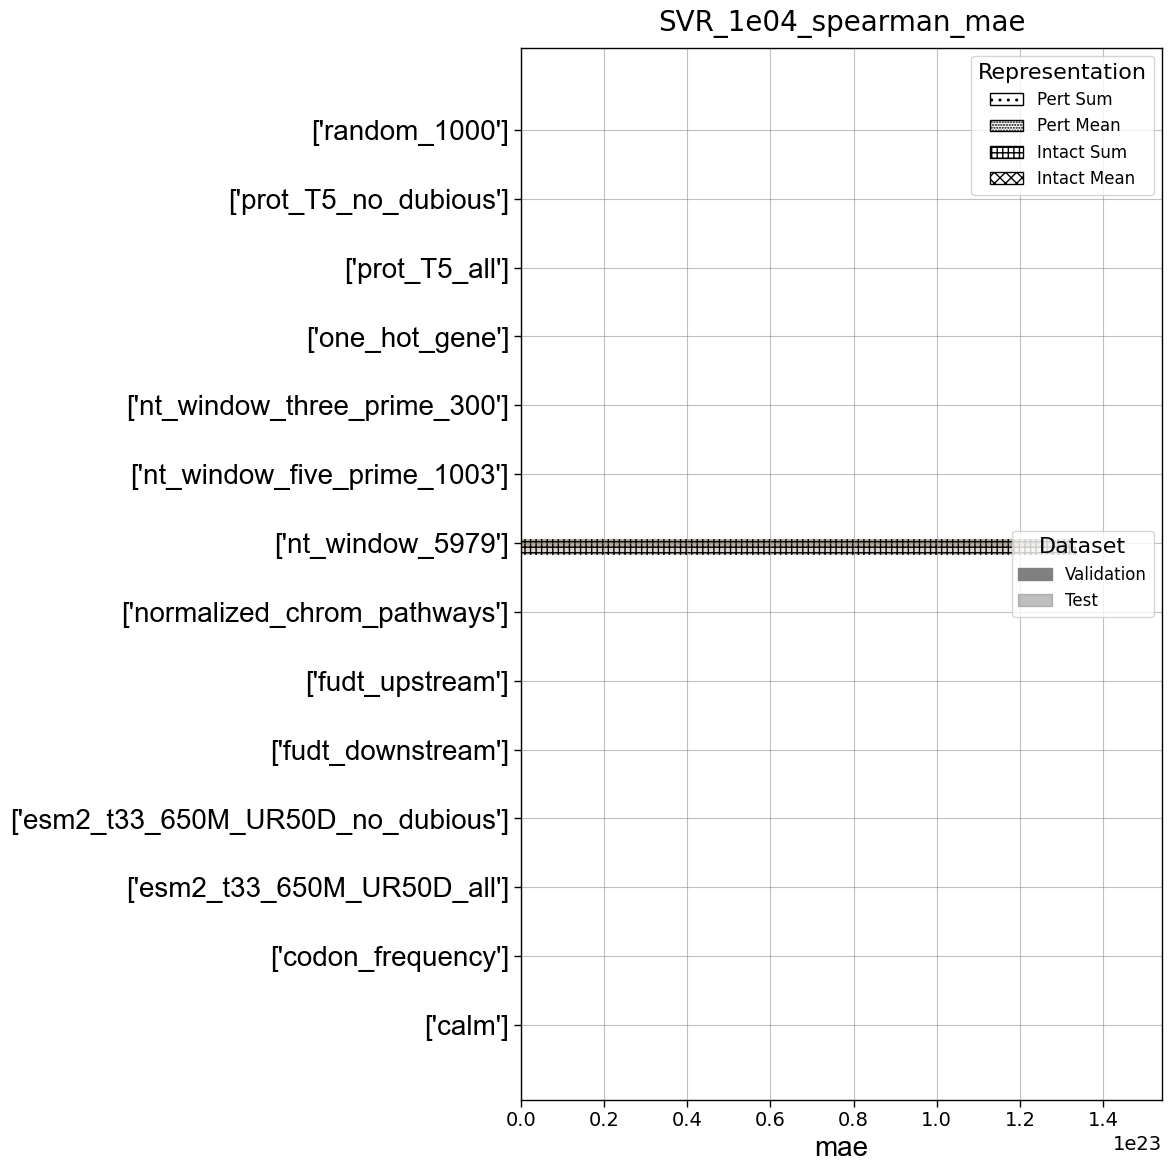 SVR_1e04_spearman_mae
Representation
Pert Sum
Pert Mean
Intact Sum
Intact Mean
['random_1000']
['prot_T5_no_dubious']
['prot_T5_all']
['one_hot_gene']
['nt_window_three_prime_300']
['nt_window_five_prime_1003']
['nt_window_5979']
['normalized_chrom_pathways']
['fudt_upstream']
['fudt_downstream']
['esm2_t33_650M_UR50D_no_dubious']
['esm2_t33_650M_UR50D_all']
['codon_frequency']
['calm']
Dataset
Validation
Test
0.0 0.2 0.4 0.6 0.8 1.0 1.2 1.4
1e23
mae